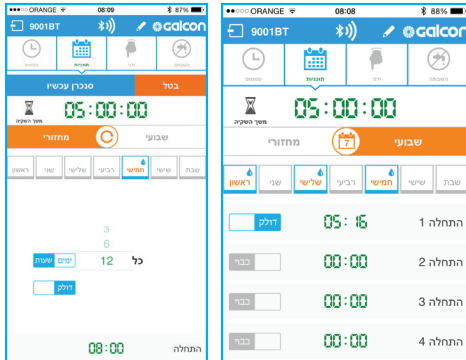 ORANGE 08:09 87%
9001BT GALCON
סטטוס תוכניות ידני השבתה
סנכרן עכשיו בטל
משך השקיה 05:00:00
מחזורי שבועי
ראשון שני שלישי רביעי חמישי שישי שבת
3
6
כל 12 ימים שעות
דולק
התחלה 08:00
ORANGE 08:08 88%
9001BT GALCON
סטטוס תוכניות ידני השבתה
משך השקיה 05:00:00
מחזורי 7 שבועי
ראשון שני שלישי רביעי חמישי שישי שבת
התחלה 1 05:16 דולק
התחלה 2 00:00 כבוי
התחלה 3 00:00 כבוי
התחלה 4 00:00 כבוי